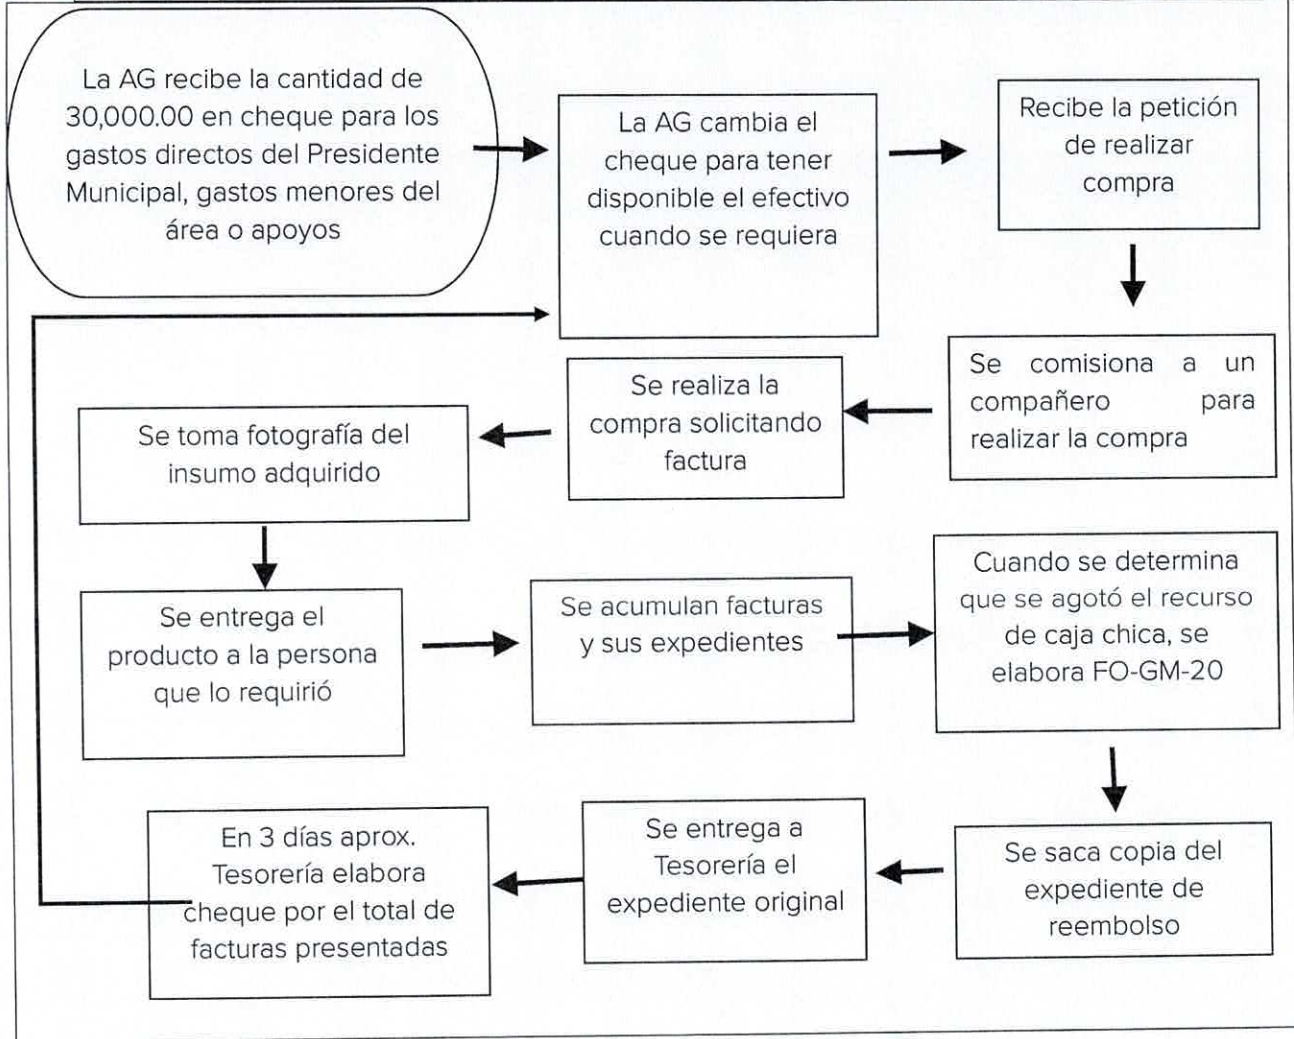 La AG recibe la cantidad de
30,000.00 en cheque para los
gastos directos del Presidente
Municipal, gastos menores del
área o apoyos
La AG cambia el
cheque para tener
disponible el efectivo
cuando se requiera
Recibe la petición
de realizar
compra
Se comisiona a un
compañero para
realizar la compra
Se realiza la
compra solicitando
factura
Se toma fotografía del
insumo adquirido
Se entrega el
producto a la persona
que lo requirió
Se acumulan facturas
y sus expedientes
Cuando se determina
que se agotó el recurso
de caja chica, se
elabora FO-GM-20
Se saca copia del
expediente de
reembolso
Se entrega a
Tesorería el
expediente original
En 3 días aprox.
Tesorería elabora
cheque por el total de
facturas presentadas